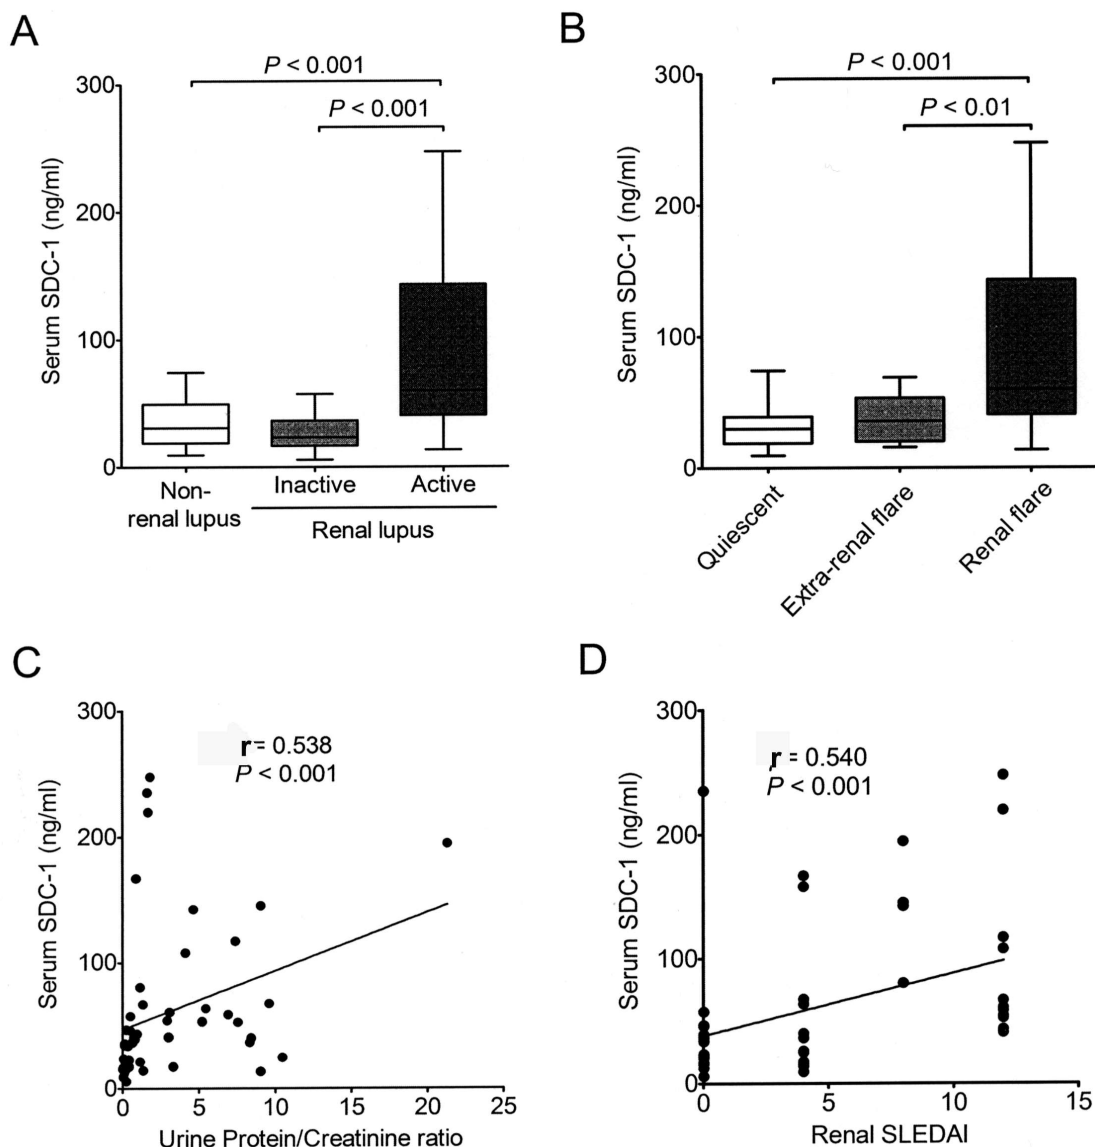 A
P < 0.001
P < 0.001
300
200
100
0
Serum SDC-1 (ng/ml)
Non-
renal lupus
Inactive
Active
Renal lupus
B
P < 0.001
P < 0.01
300
200
100
0
Serum SDC-1 (ng/ml)
Quiescent
Extra-renal flare
Renal flare
C
r = 0.538
P < 0.001
300
200
100
0
Serum SDC-1 (ng/ml)
0 5 10 15 20 25
Urine Protein/Creatinine ratio
D
r = 0.540
P < 0.001
300
200
100
0
Serum SDC-1 (ng/ml)
0 5 10 15
Renal SLEDAI